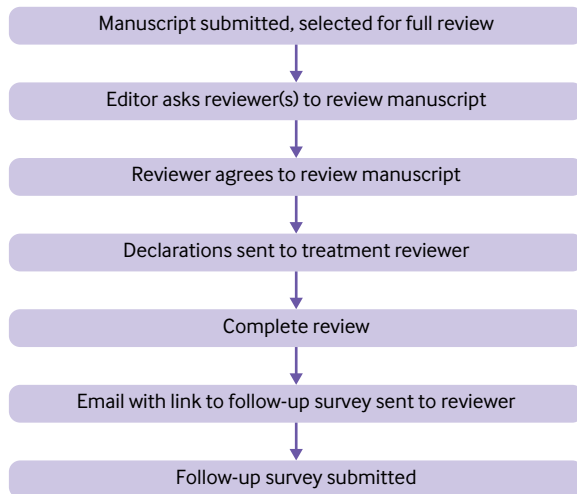 Manuscript submitted, selected for full review
Editor asks reviewer(s) to review manuscript
Reviewer agrees to review manuscript
Declarations sent to treatment reviewer
Complete review
Email with link to follow-up survey sent to reviewer
Follow-up survey submitted